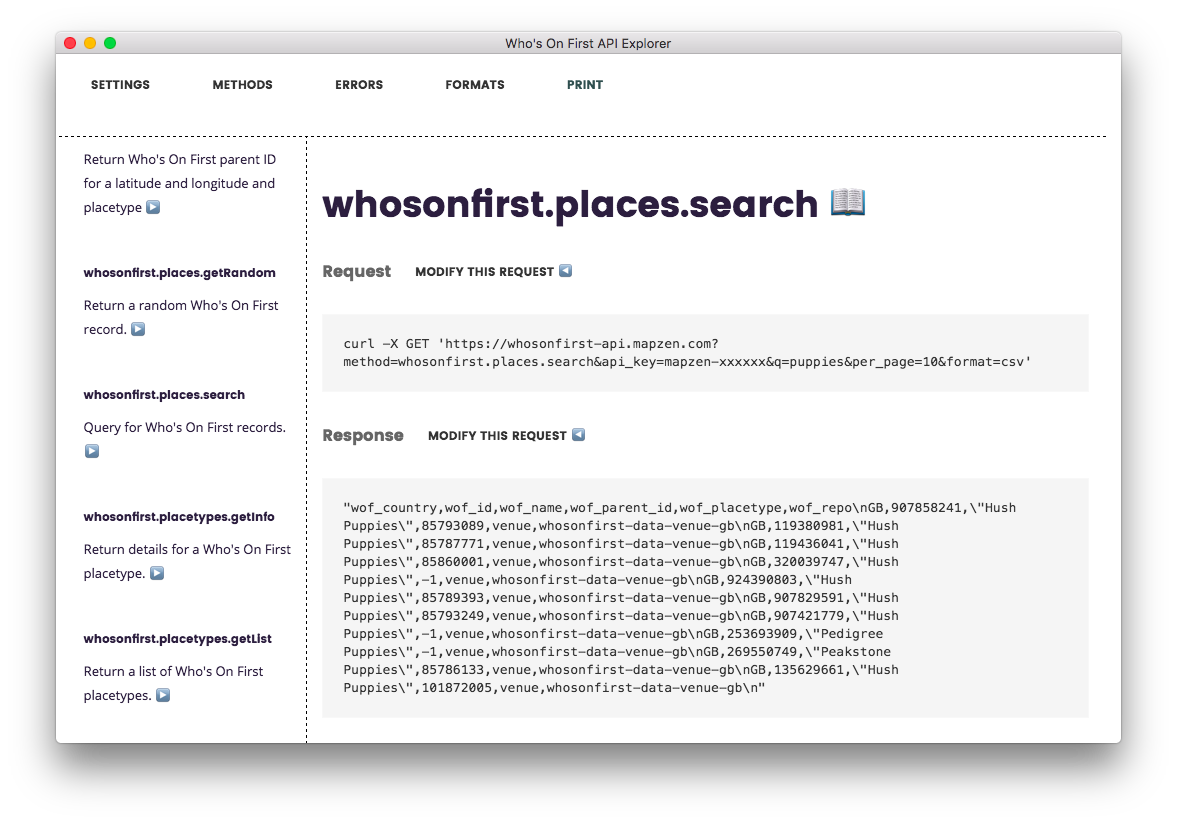 Who's On First API Explorer
SETTINGS
METHODS
ERRORS
FORMATS
PRINT
Return Who's On First parent ID
for a latitude and longitude and
placetype
whosonfirst.places.getRandom
Return a random Who's On First
record.
whosonfirst.places.search
Query for Who's On First records.
whosonfirst.placetypes.getInfo
Return details for a Who's On First
placetype.
whosonfirst.placetypes.getList
Return a list of Who's On First
placetypes.
whosonfirst.places.search
Request
MODIFY THIS REQUEST
curl -X GET 'https://whosonfirst-api.mapzen.com?
method=whosonfirst.places.search&api_key=mapzen-xxxxxx&q=puppies&per_page=10&format=csv'
Response
MODIFY THIS REQUEST
"wof_country,wof_id,wof_name,wof_parent_id,wof_placetype,wof_repo\nGB,907858241,\"Hush
Puppies\",85793089,venue,whosonfirst-data-venue-gb\nGB,119380981,\"Hush
Puppies\",85787771,venue,whosonfirst-data-venue-gb\nGB,119436041,\"Hush
Puppies\",85860001,venue,whosonfirst-data-venue-gb\nGB,320039747,\"Hush
Puppies\",-1,venue,whosonfirst-data-venue-gb\nGB,924390803,\"Hush
Puppies\",85789393,venue,whosonfirst-data-venue-gb\nGB,907829591,\"Hush
Puppies\",85793249,venue,whosonfirst-data-venue-gb\nGB,907421779,\"Hush
Puppies\",-1,venue,whosonfirst-data-venue-gb\nGB,253693909,\"Pedigree
Puppies\",-1,venue,whosonfirst-data-venue-gb\nGB,269550749,\"Peakstone
Puppies\",85786133,venue,whosonfirst-data-venue-gb\nGB,135629661,\"Hush
Puppies\",101872005,venue,whosonfirst-data-venue-gb\n"